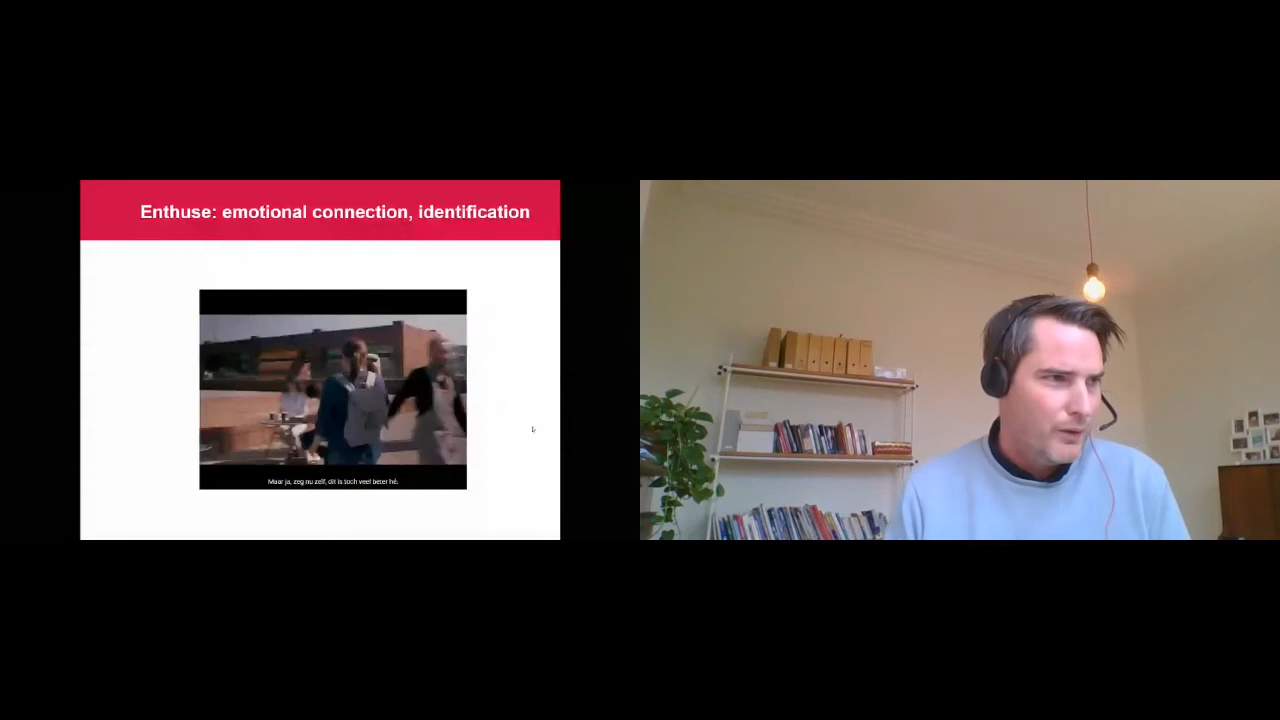 Enthuse: emotional connection, identification
Maar ja, zeg nu zelf, dit is toch veel beter hé.